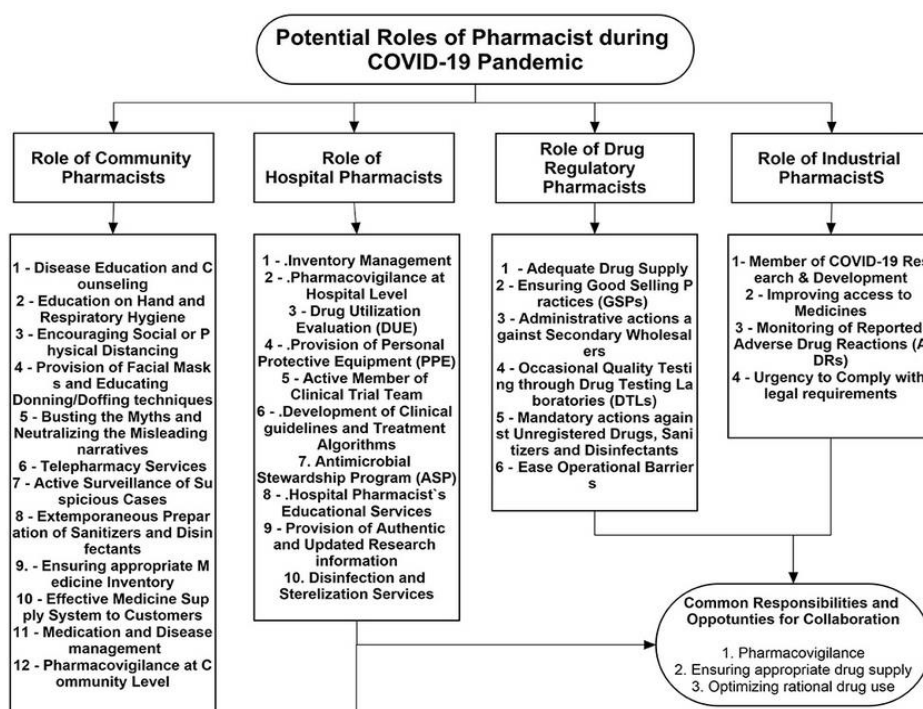 Potential Roles of Pharmacist during
COVID-19 Pandemic
Role of Community
Pharmacists
Role of
Hospital Pharmacists
Role of Drug
Regulatory
Pharmacists
Role of Industrial
PharmacistS
1 - Disease Education and C
ounseling
2 - Education on Hand and
Respiratory Hygiene
3 - Encouraging Social or P
hysical Distancing
4 - Provision of Facial Mask
s and Educating
Donning/Doffing techniques
5 - Busting the Myths and
Neutralizing the Misleading
narratives
6 - Telepharmacy Services
7 - Active Surveillance of Su
spicious Cases
8 - Extemporaneous Prepar
ation of Sanitizers and Disin
fectants
9. - Ensuring appropriate M
edicine Inventory
10 - Effective Medicine Sup
ply System to Customers
11 - Medication and Disease
management
12 - Pharmacovigilance at C
ommunity Level
1 - .Inventory Management
2 - .Pharmacovigilance at
Hospital Level
3 - Drug Utilization
Evaluation (DUE)
4 - .Provision of Personal
Protective Equipment (PPE)
5 - Active Member of
Clinical Trial Team
6 - .Development of Clinical
guidelines and Treatment
Algorithms
7. Antimicrobial
Stewardship Program (ASP)
8 - .Hospital Pharmacist`s
Educational Services
9 - Provision of Authentic
and Updated Research
information
10. Disinfection and
Sterelization Services
1 - Adequate Drug Supply
2 - Ensuring Good Selling P
ractices (GSPs)
3 - Administrative actions a
gainst Secondary Wholesal
ers
4 - Occasional Quality Testi
ng through Drug Testing La
boratories (DTLs)
5 - Mandatory actions again
st Unregistered Drugs, Sani
tizers and Disinfectants
6 - Ease Operational Barrier
s
1- Member of COVID-19 Res
earch & Development
2 - Improving access to
Medicines
3 - Monitoring of Reported
Adverse Drug Reactions (A
DRs)
4 - Urgency to Comply with
legal requirements
Common Responsibilities and
Oppotunties for Collaboration
1. Pharmacovigilance
2. Ensuring appropriate drug supply
3. Optimizing rational drug use